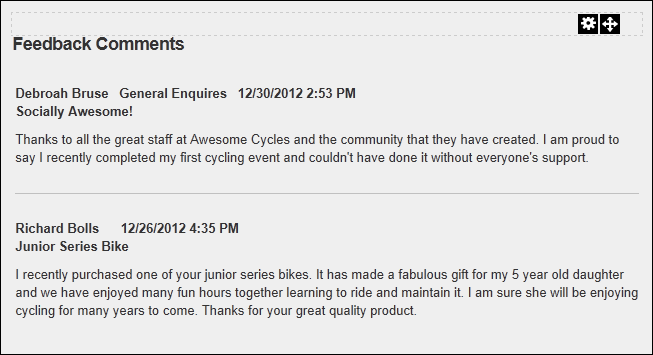 Feedback Comments
Debroah Bruse General Enquires 12/30/2012 2:53 PM
Socially Awesome!
Thanks to all the great staff at Awesome Cycles and the community that they have created. I am proud to
say I recently completed my first cycling event and couldn't have done it without everyone's support.
Richard Bolls 12/26/2012 4:35 PM
Junior Series Bike
I recently purchased one of your junior series bikes. It has made a fabulous gift for my 5 year old daughter
and we have enjoyed many fun hours together learning to ride and maintain it. I am sure she will be enjoying
cycling for many years to come. Thanks for your great quality product.